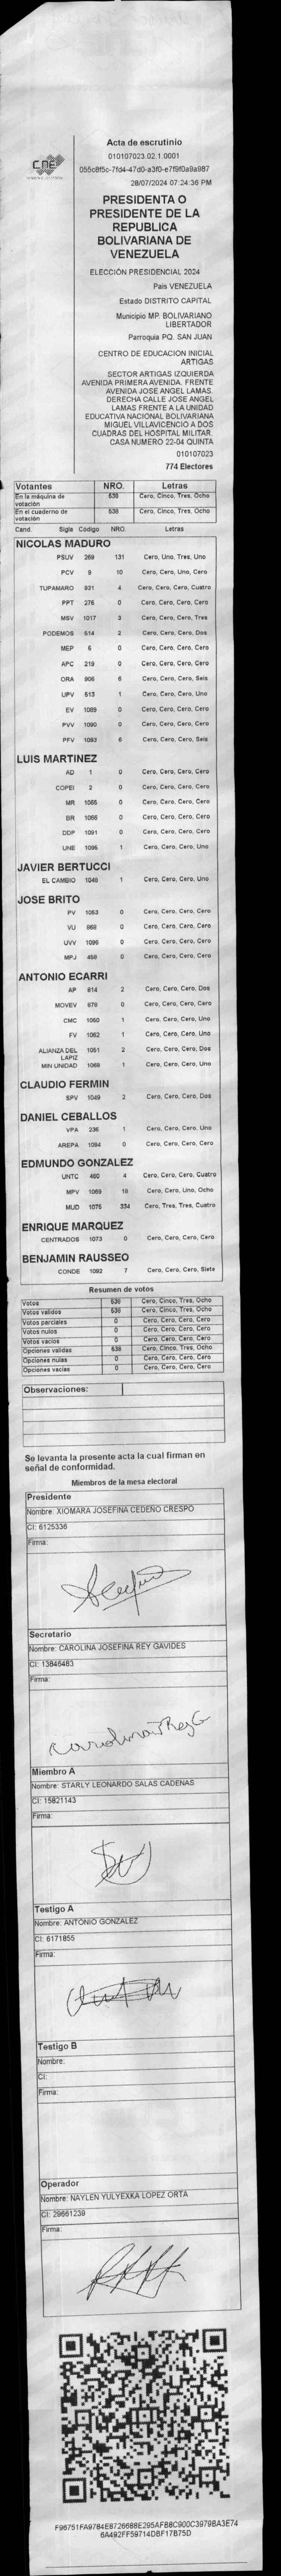 CNE
Acta de escrutinio
010107023.02.1.0001
28/07/2024 07:24:36 PM
PRESIDENTA O
PRESIDENTE DE LA
REPUBLICA
BOLIVARIANA DE
VENEZUELA
ELECCIÓN PRESIDENCIAL 2024
Pais VENEZUELA
Estado DISTRITO CAPITAL
Municipio MP. BOLIVARIANO
LIBERTADOR
Parroquia PQ. SAN JUAN
CENTRO DE EDUCACION INICIAL
ARTIGAS
SECTOR ARTIGAS IZQUIERDA
AVENIDA PRIMERA AVENIDA. FRENTE
AVENIDA JOSE ANGEL LAMAS.
DERECHA CALLE JOSE ANGEL
LAMAS FRENTE A LA UNIDAD
EDUCATIVA NACIONAL BOLIVARIANA
MIGUEL VILLAVICENCIO A DOS
CUADRAS DEL HOSPITAL MILITAR.
CASA NUMERO 22-04 QUINTA
010107023
774 Electores
Votantes NRO. Letras
En la máquina de votación 538 Cero, Cinco, Tres, Ocho
En el cuaderno de votación 538 Cero, Cinco, Tres, Ocho
Cand. Sigla Código NRO. Letras
NICOLAS MADURO
PSUV 269 131 Cero, Uno, Tres, Uno
PCV 9 10 Cero, Cero, Uno, Cero
TUPAMARO 931 4 Cero, Cero, Cero, Cuatro
PPT 276 0 Cero, Cero, Cero, Cero
MSV 1017 3 Cero, Cero, Cero, Tres
PODEMOS 514 2 Cero, Cero, Cero, Dos
MEP 6 0 Cero, Cero, Cero, Cero
APC 219 0 Cero, Cero, Cero, Cero
ORA 906 6 Cero, Cero, Cero, Seis
UPV 513 1 Cero, Cero, Cero, Uno
EV 1089 0 Cero, Cero, Cero, Cero
PVV 1090 0 Cero, Cero, Cero, Cero
PFV 1093 6 Cero, Cero, Cero, Seis
LUIS MARTINEZ
AD 1 0 Cero, Cero, Cero, Cero
COPEI 2 0 Cero, Cero, Cero, Cero
MR 1065 0 Cero, Cero, Cero, Cero
BR 1066 0 Cero, Cero, Cero, Cero
DDP 1091 0 Cero, Cero, Cero, Cero
UNE 1095 1 Cero, Cero, Cero, Uno
JAVIER BERTUCCI
EL CAMBIO 1046 1 Cero, Cero, Cero, Uno
JOSE BRITO
PV 1053 0 Cero, Cero, Cero, Cero
VU 968 0 Cero, Cero, Cero, Cero
UVV 1096 0 Cero, Cero, Cero, Cero
MPJ 459 0 Cero, Cero, Cero, Cero
ANTONIO ECARRI
AP 814 2 Cero, Cero, Cero, Dos
MOVEV 679 0 Cero, Cero, Cero, Cero
CMC 1050 1 Cero, Cero, Cero, Uno
FV 1062 1 Cero, Cero, Cero, Uno
ALIANZA DEL LAPIZ 1051 2 Cero, Cero, Cero, Dos
MIN UNIDAD 1068 1 Cero, Cero, Cero, Uno
CLAUDIO FERMIN
SPV 1049 2 Cero, Cero, Cero, Dos
DANIEL CEBALLOS
VPA 236 1 Cero, Cero, Cero, Uno
AREPA 1094 0 Cero, Cero, Cero, Cero
EDMUNDO GONZALEZ
UNTC 460 4 Cero, Cero, Cero, Cuatro
MPV 1069 18 Cero, Cero, Uno, Ocho
MUD 1075 334 Cero, Tres, Tres, Cuatro
ENRIQUE MARQUEZ
CENTRADOS 1073 0 Cero, Cero, Cero, Cero
BENJAMIN RAUSSEO
CONDE 1092 7 Cero, Cero, Cero, Siete
Resumen de votos
Votos 538 Cero, Cinco, Tres, Ocho
Votos validos 538 Cero, Cinco, Tres, Ocho
Votos parciales 0 Cero, Cero, Cero, Cero
Votos nulos 0 Cero, Cero, Cero, Cero
Votos vacios 0 Cero, Cero, Cero, Cero
Opciones validas 538 Cero, Cinco, Tres, Ocho
Opciones nulas 0 Cero, Cero, Cero, Cero
Opciones vacias 0 Cero, Cero, Cero, Cero
Observaciones:
Se levanta la presente acta la cual firman en
señal de conformidad.
Miembros de la mesa electoral
Presidente
Nombre: XIOMARA JOSEFINA CEDEÑO CRESPO
CI: 6125336
Firma:
Secretario
Nombre: CAROLINA JOSEFINA REY GAVIDES
CI: 13846483
Firma:
Carolina Rey G
Miembro A
Nombre: STARLY LEONARDO SALAS CADENAS
CI: 15821143
Firma:
Testigo A
Nombre: ANTONIO GONZALEZ
CI: 6171855
Firma:
Testigo B
Nombre:
CI:
Firma:
Operador
Nombre: NAYLEN YULYEXKA LOPEZ ORTA
CI: 29661239
Firma: